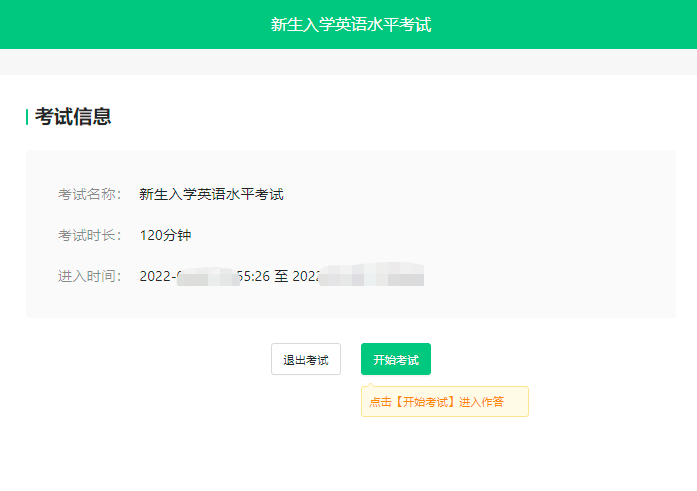 新生入学英语水平考试
考试信息
考试名称： 新生入学英语水平考试
考试时长： 120分钟
进入时间： 2022- 55:26 至 2022
退出考试 开始考试
点击【开始考试】进入作答